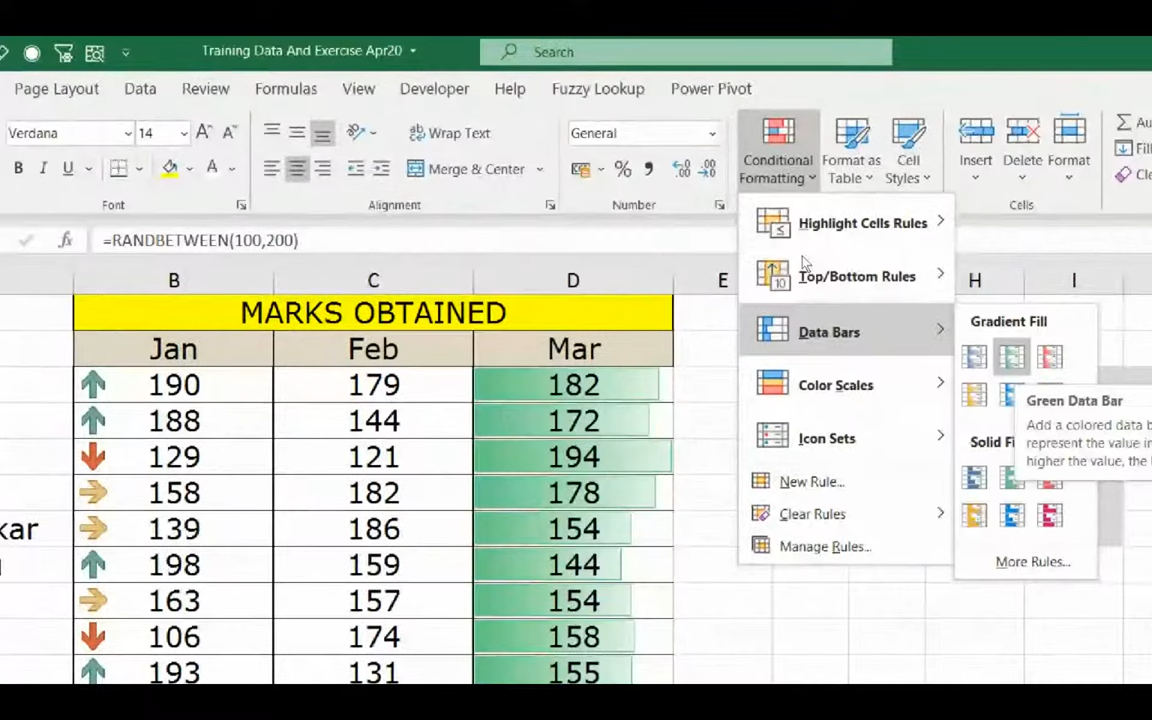 Training Data And Exercise Apr20
Search
Page Layout Data Review Formulas View Developer Help Fuzzy Lookup Power Pivot
Verdana 14 A A Wrap Text General
B I U A Merge & Center % ,
Conditional Formatting
Format as Table
Cell Styles
Insert Delete Format
Font Alignment Number Cells
fx =RANDBETWEEN(100,200)
B C D E H I
MARKS OBTAINED
Jan Feb Mar
190 179 182
188 144 172
129 121 194
158 182 178
kar 139 186 154
198 159 144
163 157 154
106 174 158
193 131 155
Highlight Cells Rules
Top/Bottom Rules
Data Bars
Color Scales
Icon Sets
New Rule...
Clear Rules
Manage Rules...
Gradient Fill
Green Data Bar
Add a colored data b
represent the value in
higher the value, the
Solid Fi
More Rules...